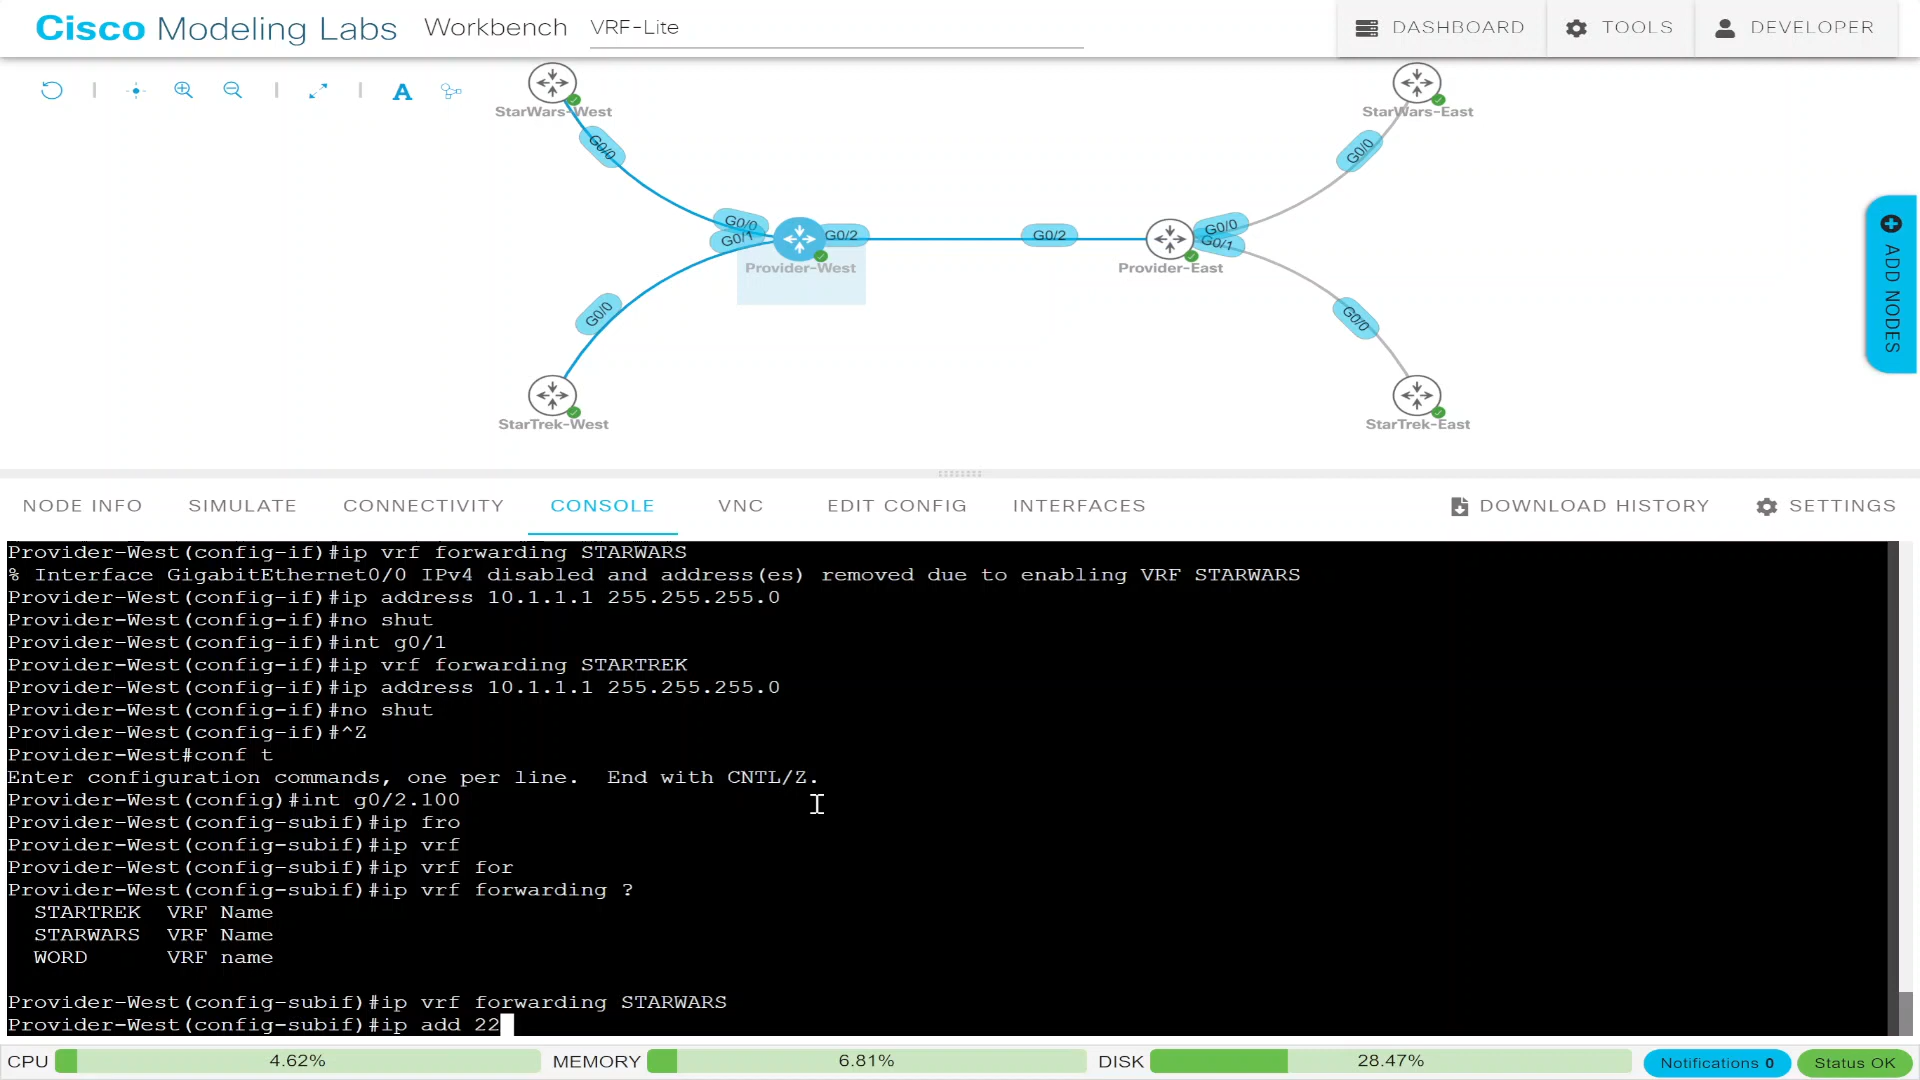 Cisco Modeling Labs Workbench VRF-Lite DASHBOARD TOOLS DEVELOPER
A
StarWars-West StarWars-East
G0/0 G0/0
G0/0 G0/2 G0/2 G0/0
G0/1 G0/1
Provider-West Provider-East
ADD NODES
G0/0 G0/0
StarTrek-West StarTrek-East
NODE INFO SIMULATE CONNECTIVITY CONSOLE VNC EDIT CONFIG INTERFACES DOWNLOAD HISTORY SETTINGS
Provider-West(config-if)#ip vrf forwarding STARWARS
% Interface GigabitEthernet0/0 IPv4 disabled and address(es) removed due to enabling VRF STARWARS
Provider-West(config-if)#ip address 10.1.1.1 255.255.255.0
Provider-West(config-if)#no shut
Provider-West(config-if)#int g0/1
Provider-West(config-if)#ip vrf forwarding STARTREK
Provider-West(config-if)#ip address 10.1.1.1 255.255.255.0
Provider-West(config-if)#no shut
Provider-West(config-if)#^Z
Provider-West#conf t
Enter configuration commands, one per line.  End with CNTL/Z.
Provider-West(config)#int g0/2.100
Provider-West(config-subif)#ip fro
Provider-West(config-subif)#ip vrf
Provider-West(config-subif)#ip vrf for
Provider-West(config-subif)#ip vrf forwarding ?
  STARTREK  VRF Name
  STARWARS  VRF Name
  WORD      VRF name
Provider-West(config-subif)#ip vrf forwarding STARWARS
Provider-West(config-subif)#ip add 22
CPU 4.62% MEMORY 6.81% DISK 28.47% Notifications 0 Status OK